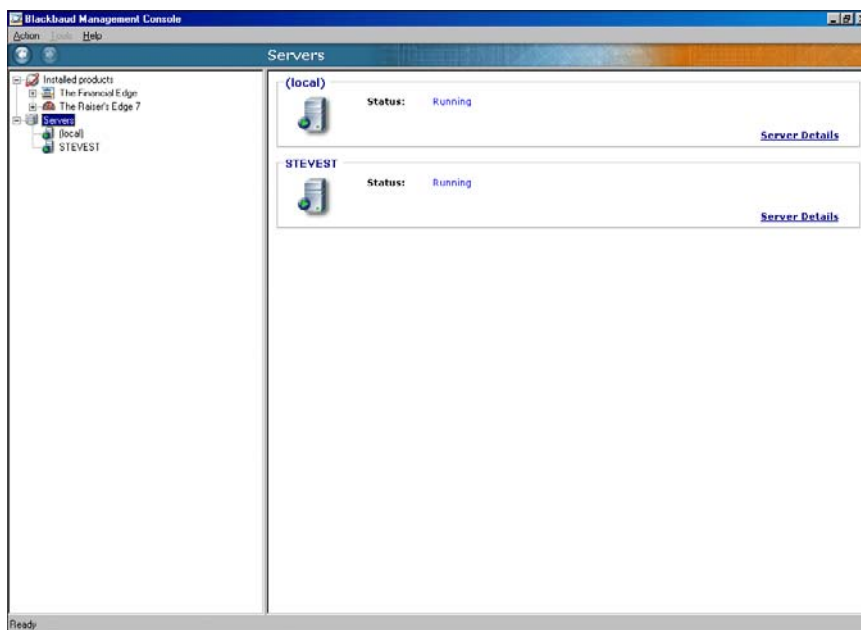 Blackbaud Management Console
Action Tools Help
Servers
Installed products
The Financial Edge
The Raiser's Edge 7
Servers
(local)
STEVEST
(local)
Status: Running
Server Details
STEVEST
Status: Running
Server Details
Ready